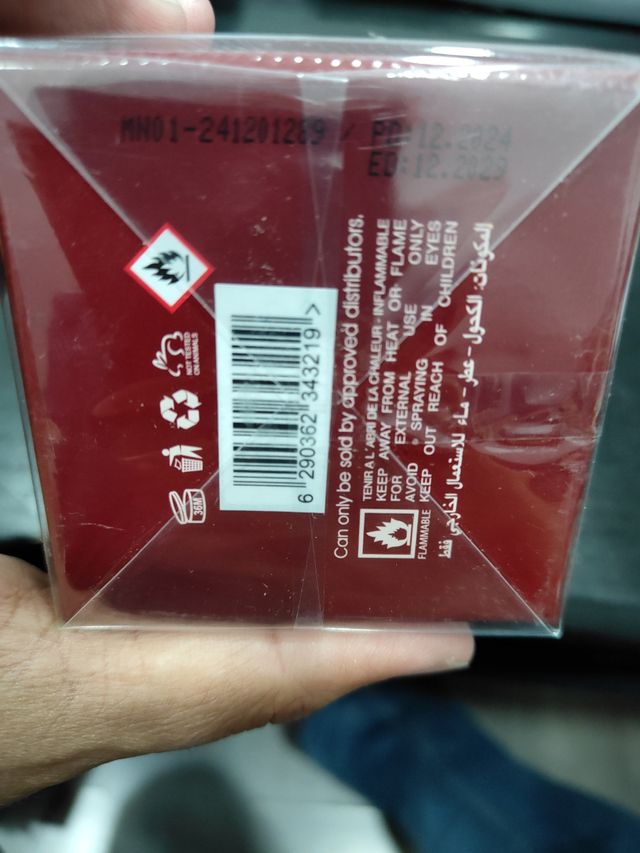 MH01-241201289 / PD:12.2024
ED:12.2029
NOT TESTED
ON ANIMALS
36M
6 290362 343219 >
Can only be sold by approved distributors.
TENIR A L'ABRI DE LA CHALEUR - INFLAMMABLE
KEEP AWAY FROM HEAT OR FLAME
FOR EXTERNAL USE ONLY
AVOID • SPRAYING IN EYES
KEEP OUT REACH OF CHILDREN
FLAMMABLE
المكونات: الكحول - عطر - ماء للاستعمال الخارجي فقط